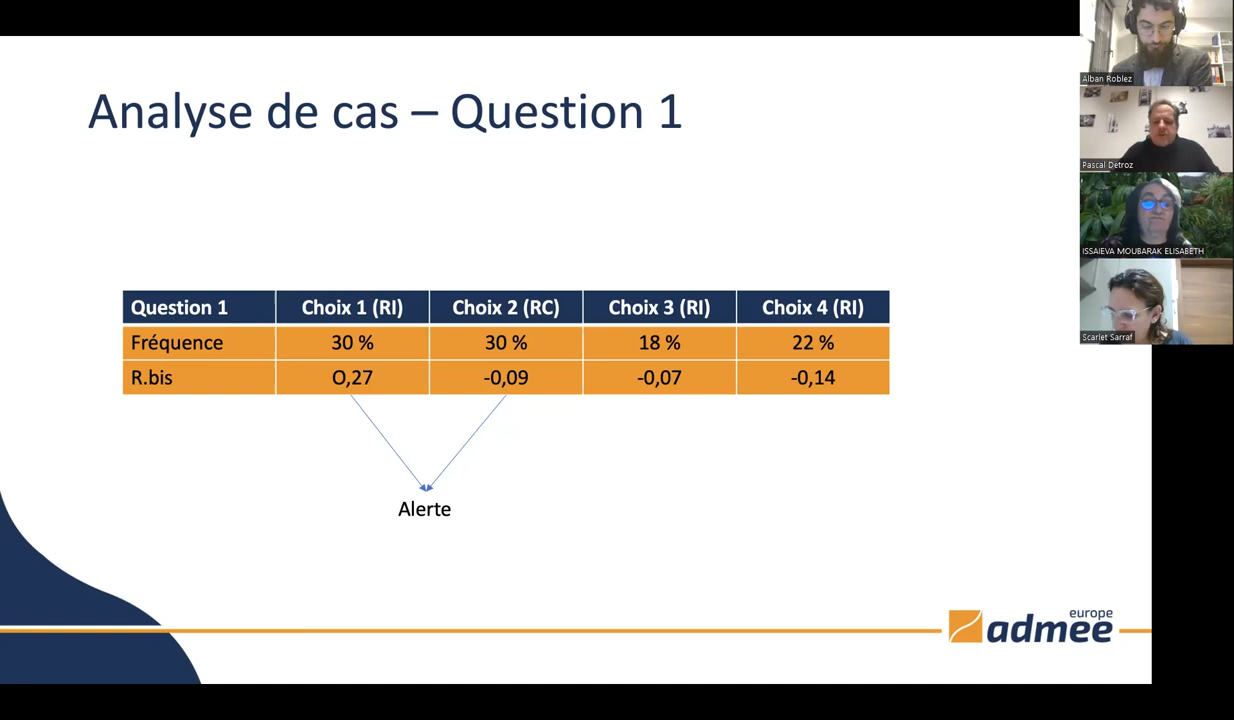 Analyse de cas – Question 1
Question 1 Choix 1 (RI) Choix 2 (RC) Choix 3 (RI) Choix 4 (RI)
Fréquence 30 % 30 % 18 % 22 %
R.bis O,27 -0,09 -0,07 -0,14
Alerte
europe
admee
Alban Roblez
Pascal Detroz
ISSAIEVA MOUBARAK ELISABETH
Scarlet Sarraf